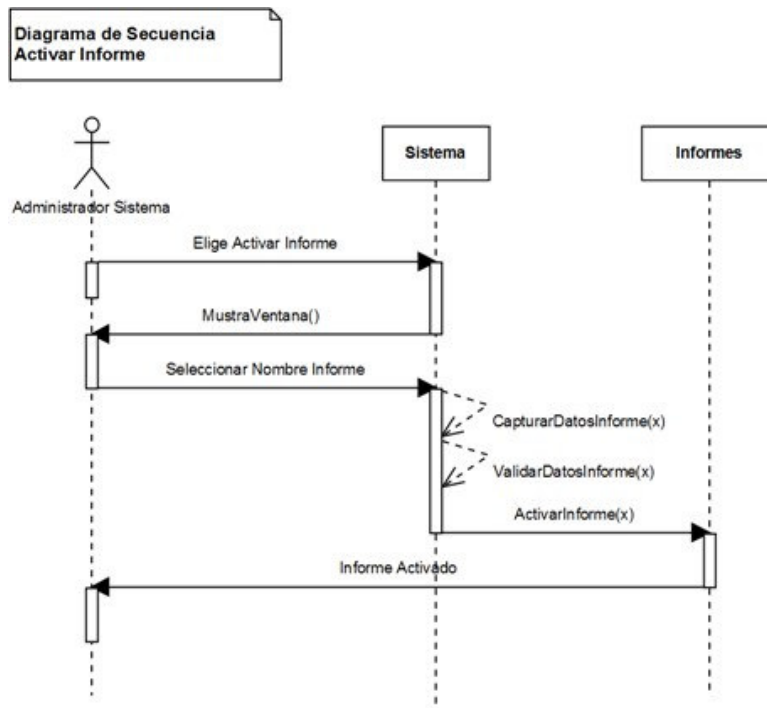 Diagrama de Secuencia
Activar Informe
Sistema
Informes
Administrador Sistema
Elige Activar Informe
MustraVentana()
Seleccionar Nombre Informe
CapturarDatosInforme(x)
ValidarDatosInforme(x)
ActivarInforme(x)
Informe Activado